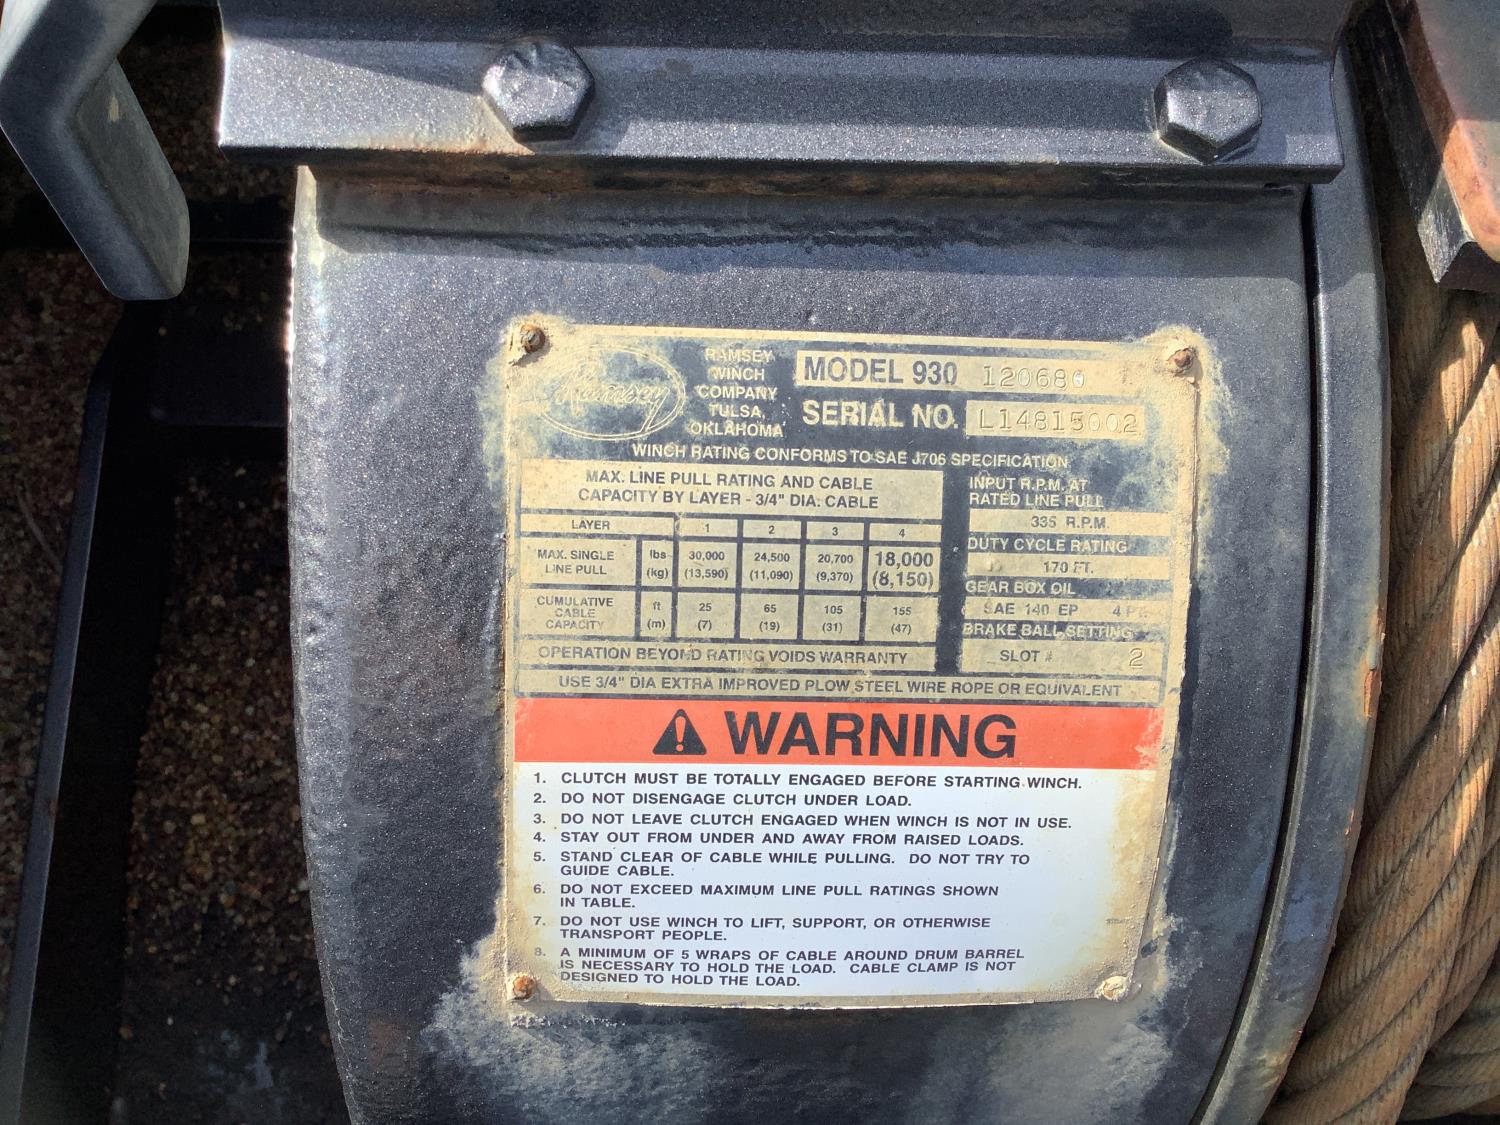 Ramsey
RAMSEY
WINCH
COMPANY
TULSA,
OKLAHOMA
MODEL 930
SERIAL NO. L14815002
WINCH RATING CONFORMS TO SAE J706 SPECIFICATION
MAX. LINE PULL RATING AND CABLE
CAPACITY BY LAYER - 3/4" DIA. CABLE
LAYER 1 2 3 4
MAX. SINGLE LINE PULL lbs 30,000 24,500 20,700 18,000
(kg) (13,590) (11,090) (9,370) (8,150)
CUMULATIVE CABLE CAPACITY ft 25 65 105 155
(m) (7) (19) (31) (47)
OPERATION BEYOND RATING VOIDS WARRANTY
INPUT R.P.M. AT
RATED LINE PULL
335 R.P.M.
DUTY CYCLE RATING
170 FT.
GEAR BOX OIL
SAE 140 EP 4 PT.
BRAKE BALL SETTING
SLOT # 2
USE 3/4" DIA EXTRA IMPROVED PLOW STEEL WIRE ROPE OR EQUIVALENT
WARNING
1. CLUTCH MUST BE TOTALLY ENGAGED BEFORE STARTING WINCH.
2. DO NOT DISENGAGE CLUTCH UNDER LOAD.
3. DO NOT LEAVE CLUTCH ENGAGED WHEN WINCH IS NOT IN USE.
4. STAY OUT FROM UNDER AND AWAY FROM RAISED LOADS.
5. STAND CLEAR OF CABLE WHILE PULLING. DO NOT TRY TO
GUIDE CABLE.
6. DO NOT EXCEED MAXIMUM LINE PULL RATINGS SHOWN
IN TABLE.
7. DO NOT USE WINCH TO LIFT, SUPPORT, OR OTHERWISE
TRANSPORT PEOPLE.
8. A MINIMUM OF 5 WRAPS OF CABLE AROUND DRUM BARREL
IS NECESSARY TO HOLD THE LOAD. CABLE CLAMP IS NOT
DESIGNED TO HOLD THE LOAD.